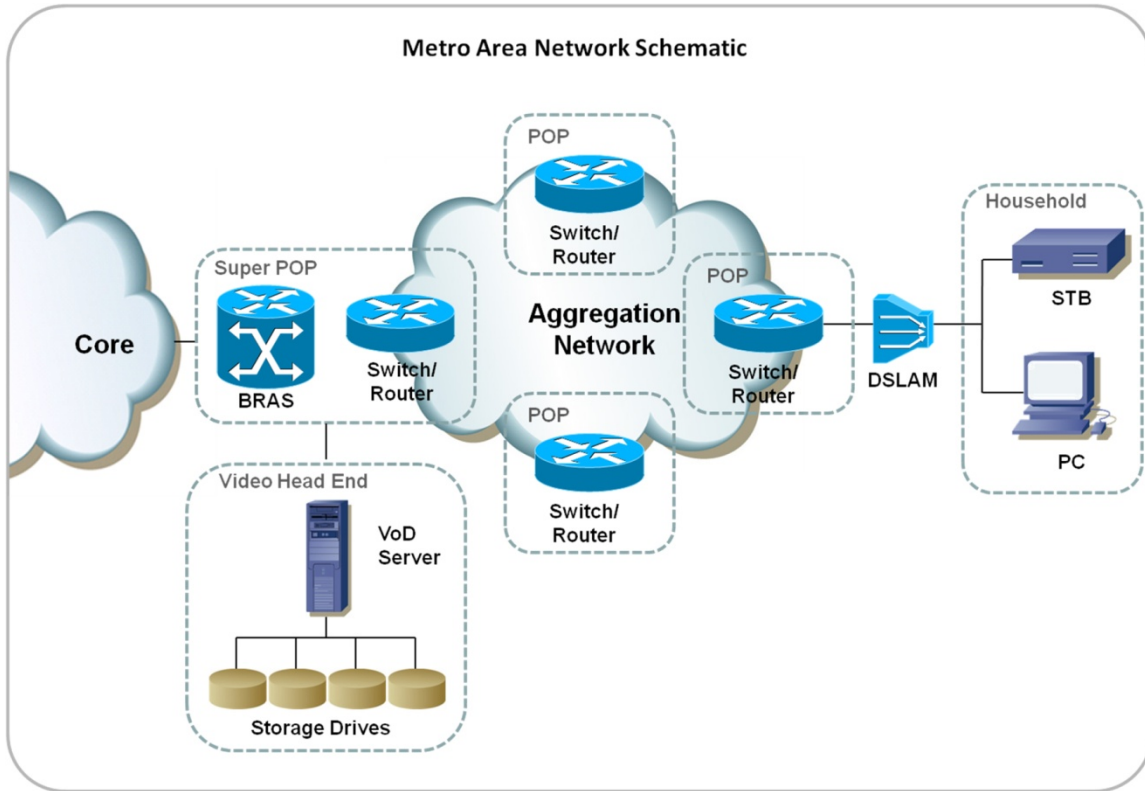 Metro Area Network Schematic
POP
Switch/
Router
Super POP
BRAS
Switch/
Router
Core
Aggregation
Network
POP
Switch/
Router
DSLAM
Household
STB
PC
POP
Switch/
Router
Video Head End
VoD
Server
Storage Drives